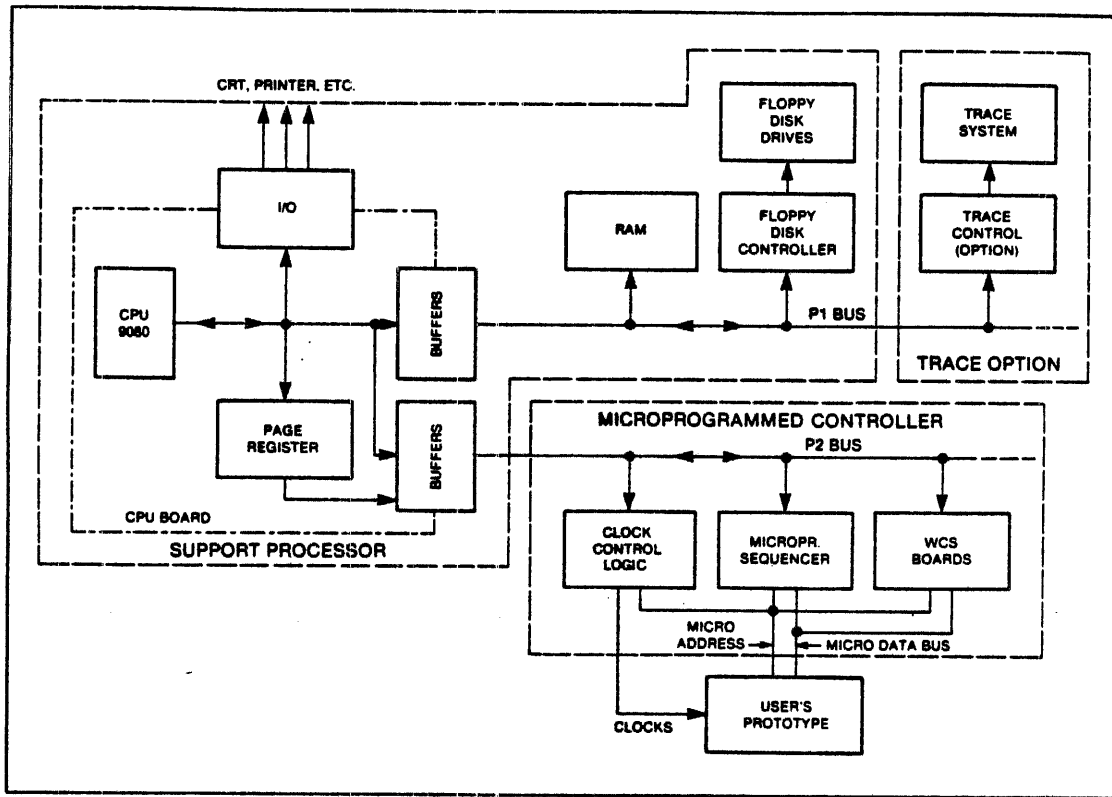 CRT, PRINTER, ETC.
FLOPPY
DISK
DRIVES
TRACE
SYSTEM
I/O
RAM
FLOPPY
DISK
CONTROLLER
TRACE
CONTROL
(OPTION)
CPU
9080
BUFFERS
P1 BUS
TRACE OPTION
PAGE
REGISTER
BUFFERS
MICROPROGRAMMED CONTROLLER
P2 BUS
CPU BOARD
SUPPORT PROCESSOR
CLOCK
CONTROL
LOGIC
MICROPR.
SEQUENCER
WCS
BOARDS
MICRO
ADDRESS
MICRO DATA BUS
CLOCKS
USER'S
PROTOTYPE